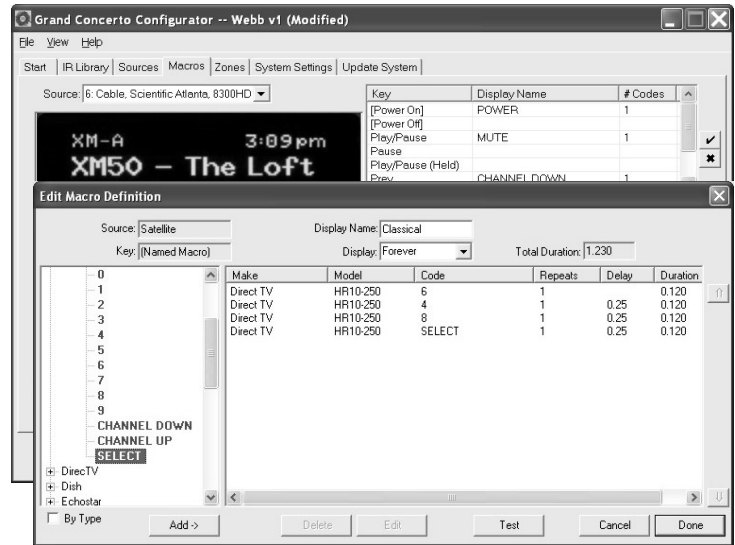 Grand Concerto Configurator -- Webb v1 (Modified)
File View Help
Start IR Library Sources Macros Zones System Settings Update System
Source: 6: Cable, Scientific Atlanta, 8300HD
Key Display Name # Codes
[Power On] POWER 1
[Power Off]
Play/Pause MUTE 1
Pause
Play/Pause (Held)
Prev CHANNEL DOWN 1
XM-A 3:09pm
XM50 – The Loft
Edit Macro Definition
Source: Satellite Display Name: Classical
Key: (Named Macro) Display: Forever Total Duration: 1.230
Make Model Code Repeats Delay Duration
Direct TV HR10-250 6 1 0.120
Direct TV HR10-250 4 1 0.25 0.120
Direct TV HR10-250 8 1 0.25 0.120
Direct TV HR10-250 SELECT 1 0.25 0.120
0
1
2
3
4
5
6
7
8
9
CHANNEL DOWN
CHANNEL UP
SELECT
DirecTV
Dish
Echostar
By Type Add -> Delete Edit Test Cancel Done